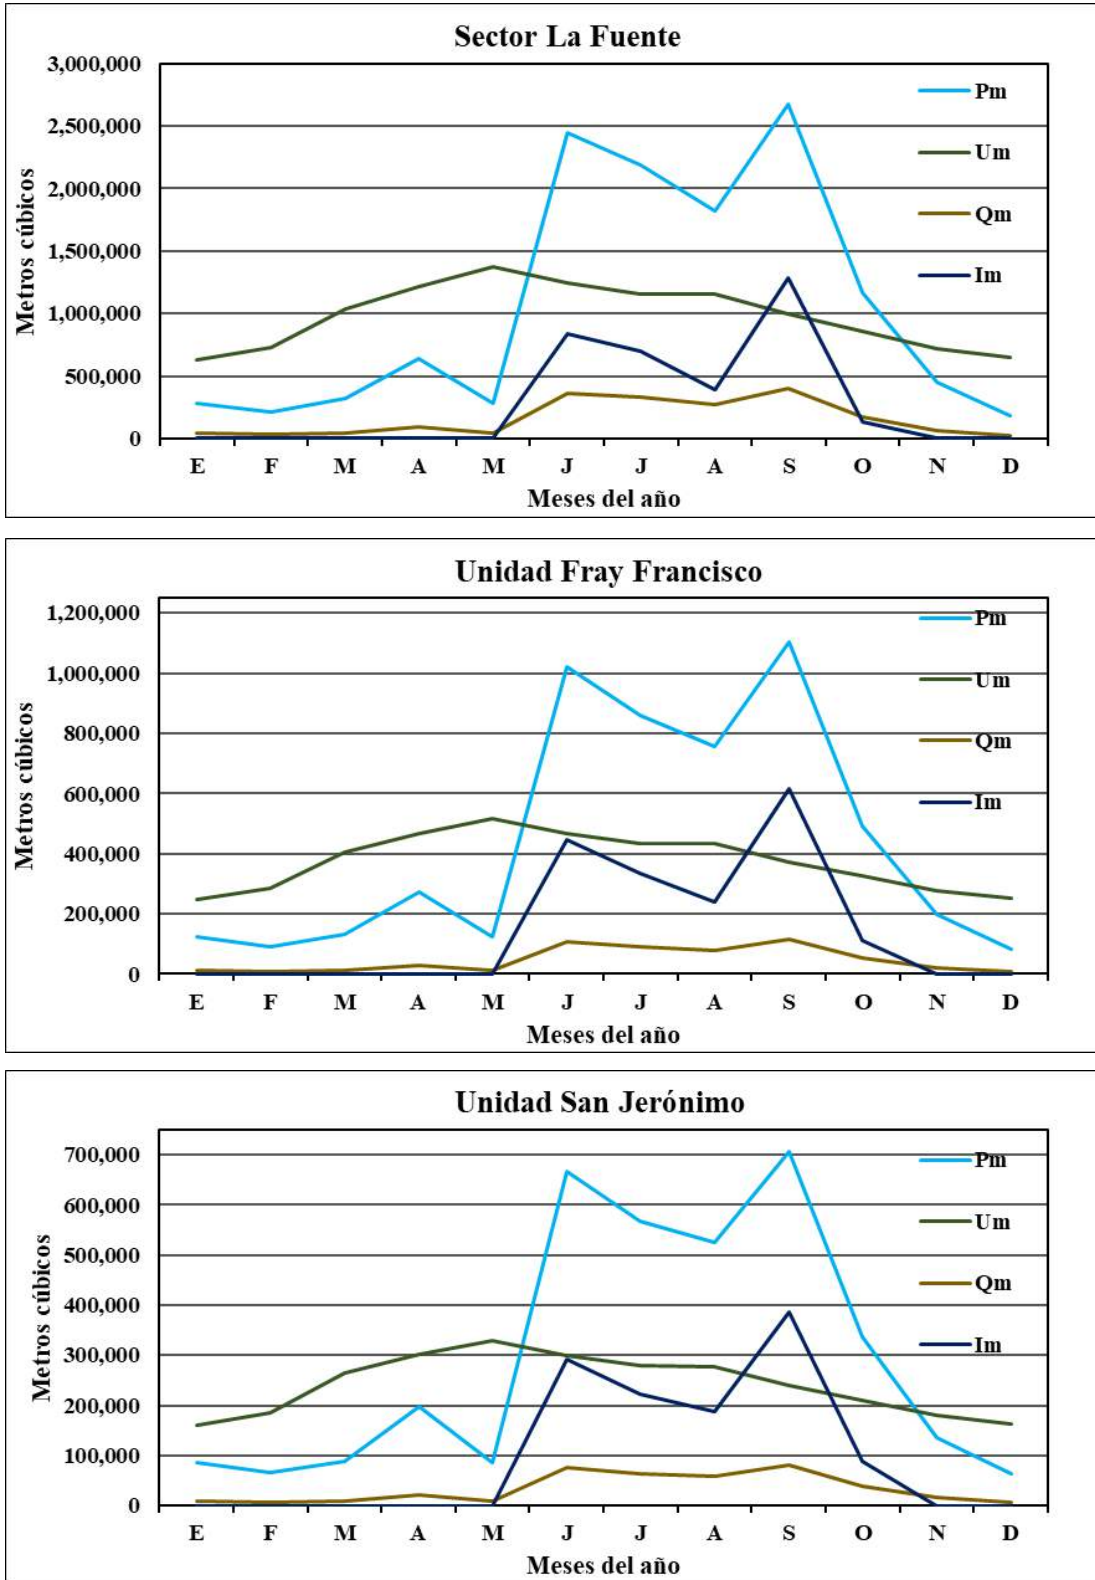 Sector La Fuente
3,000,000
2,500,000
2,000,000
1,500,000
1,000,000
500,000
0
Metros cúbicos
Pm
Um
Qm
Im
E F M A M J J A S O N D
Meses del año
Unidad Fray Francisco
1,200,000
1,000,000
800,000
600,000
400,000
200,000
0
Metros cúbicos
Pm
Um
Qm
Im
E F M A M J J A S O N D
Meses del año
Unidad San Jerónimo
700,000
600,000
500,000
400,000
300,000
200,000
100,000
0
Metros cúbicos
Pm
Um
Qm
Im
E F M A M J J A S O N D
Meses del año